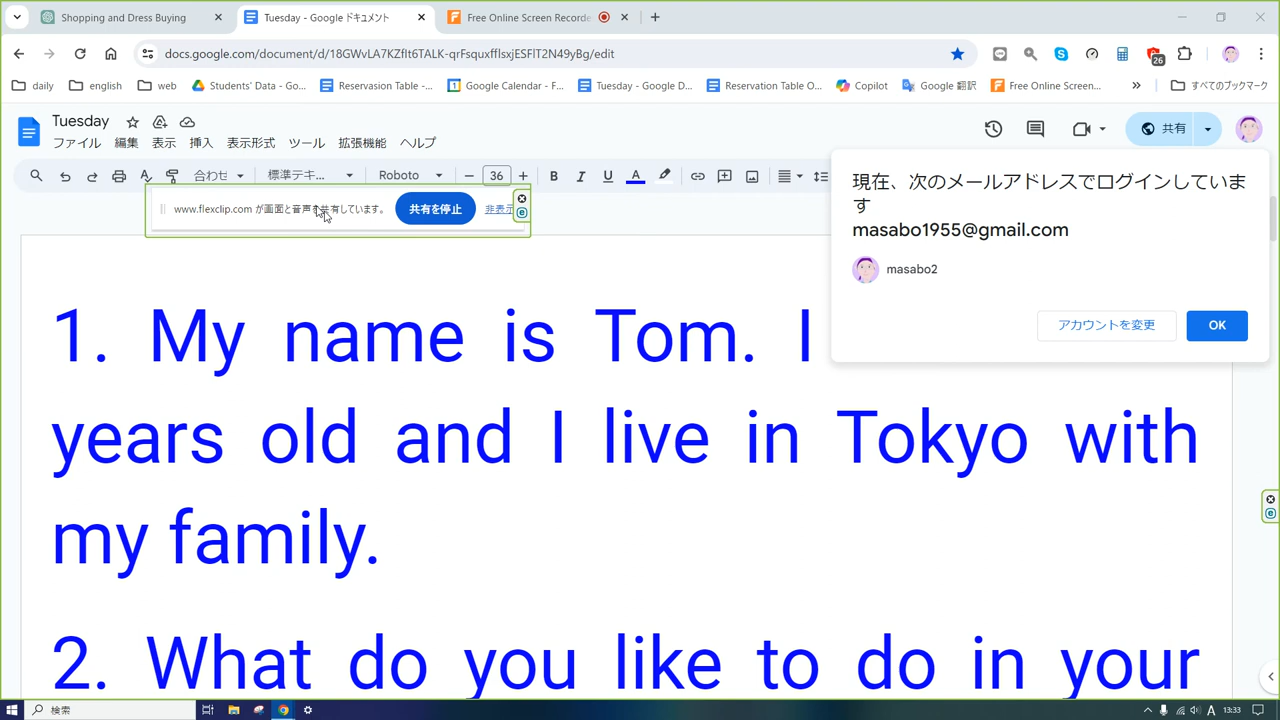 Shopping and Dress Buying
Tuesday - Google ドキュメント
Free Online Screen Recorde
docs.google.com/document/d/18GWvLA7KZflt6TALK-qrFsquxfflsxjESFlT2N49yBg/edit
26
daily
english
web
Students' Data - Go...
Reservasion Table -...
Google Calendar - F...
Tuesday - Google D...
Reservation Table O...
Copilot
Google 翻訳
Free Online Screen...
»
すべてのブックマーク
Tuesday
ファイル 編集 表示 挿入 表示形式 ツール 拡張機能 ヘルプ
共有
合わせ 標準テキ... Roboto − 36 + B I U A
www.flexclip.com が画面と音声を共有しています。
共有を停止
非表示
現在、次のメールアドレスでログインしていま
す
masabo1955@gmail.com
masabo2
アカウントを変更
OK
1. My name is Tom. I
years old and I live in Tokyo with
my family.
2. What do you like to do in your
検索
A
13:33